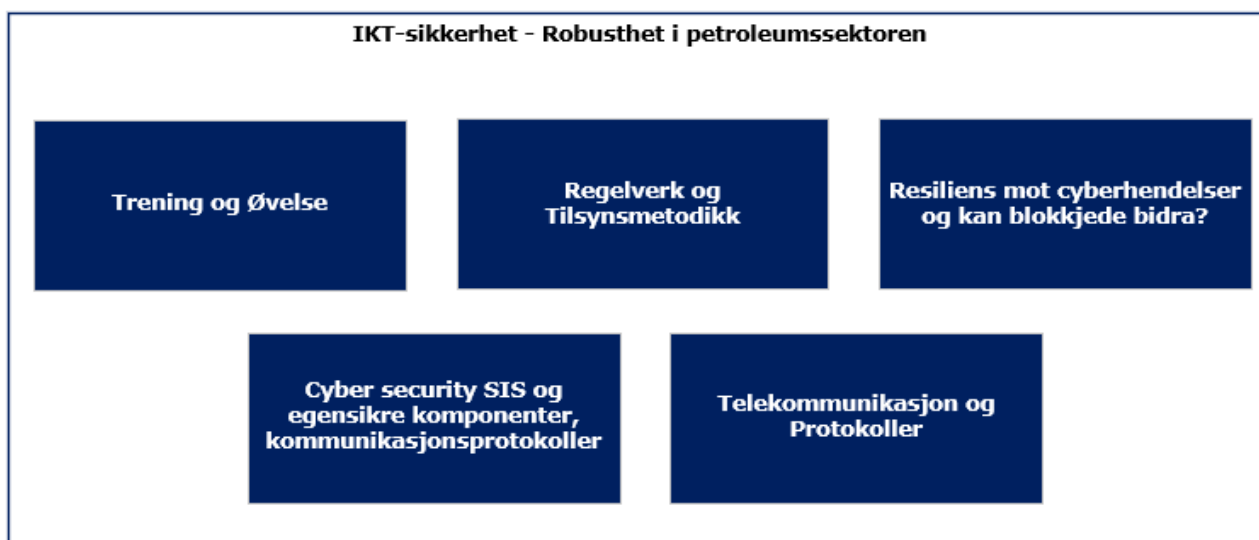 IKT-sikkerhet - Robusthet i petroleumssektoren
Trening og Øvelse
Regelverk og
Tilsynsmetodikk
Resiliens mot cyberhendelser
og kan blokkjede bidra?
Cyber security SIS og
egensikre komponenter,
kommunikasjonsprotokoller
Telekommunikasjon og
Protokoller